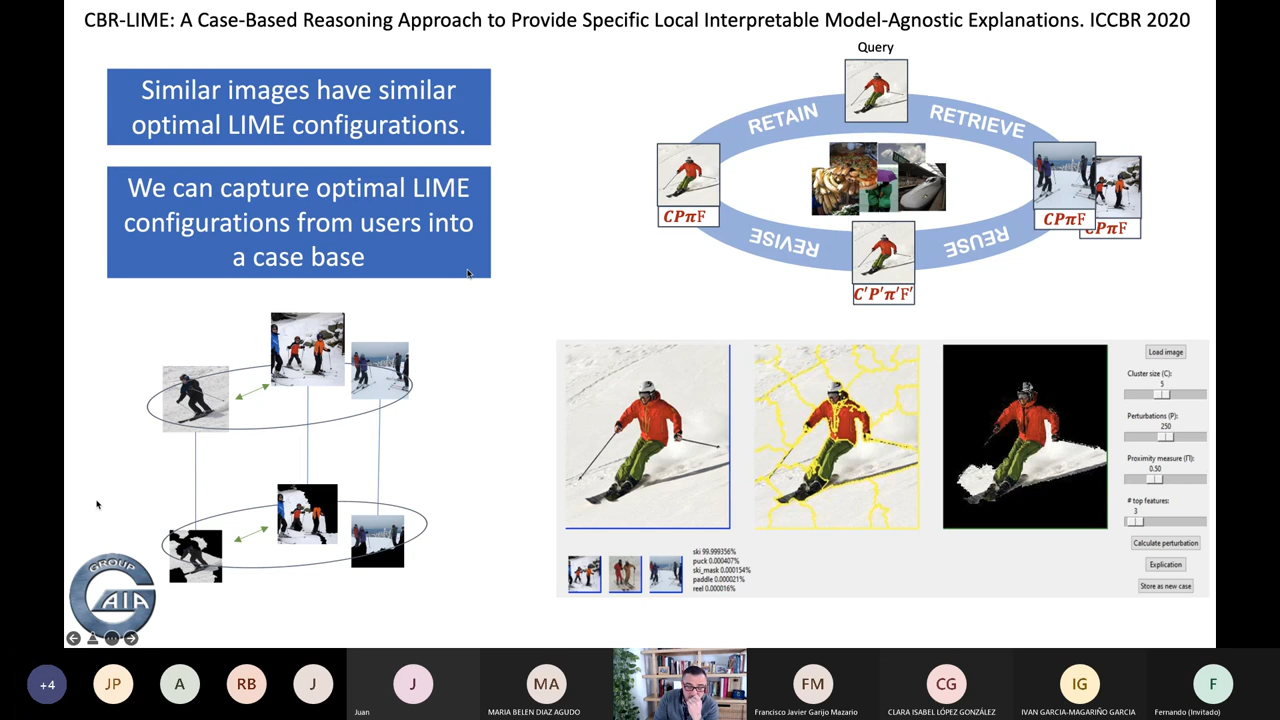 CBR-LIME: A Case-Based Reasoning Approach to Provide Specific Local Interpretable Model-Agnostic Explanations. ICCBR 2020
Similar images have similar
optimal LIME configurations.
We can capture optimal LIME
configurations from users into
a case base
Query
RETAIN
RETRIEVE
CPπF
CPπF
CPπF
REVISE
REUSE
C'P'π'F'
Load image
Cluster size (C):
5
Perturbations (P):
250
Proximity measure (Π):
0.50
# top features:
3
Calculate perturbation
Explication
Store as new case
ski 99.999356%
puck 0.000407%
ski_mask 0.000154%
paddle 0.000021%
reel 0.000016%
GROUP
GAIA
+4
JP
A
RB
J
J
Juan
MA
MARIA BELEN DIAZ AGUDO
FM
Francisco Javier Garijo Mazario
CG
CLARA ISABEL LÓPEZ GONZÁLEZ
IG
IVAN GARCIA-MAGARIÑO GARCIA
F
Fernando (Invitado)